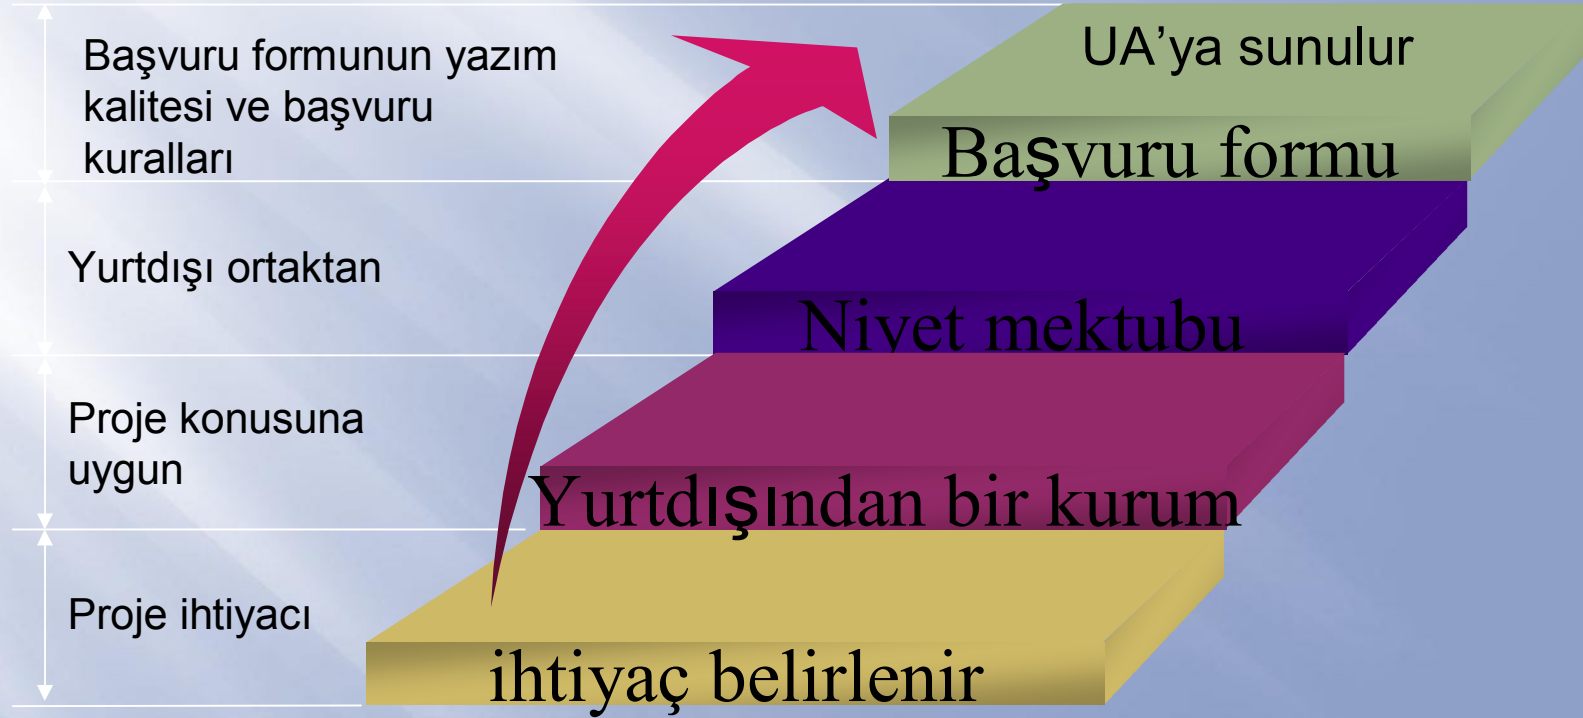 Başvuru formunun yazım
kalitesi ve başvuru
kuralları
UA’ya sunulur
Başvuru formu
Yurtdışı ortaktan
Niyet mektubu
Proje konusuna
uygun
Yurtdışından bir kurum
Proje ihtiyacı
ihtiyaç belirlenir